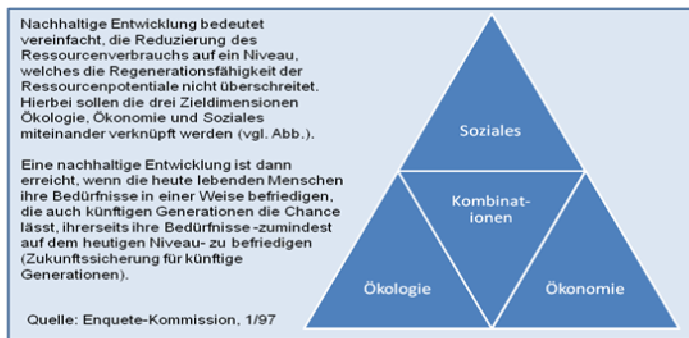 Nachhaltige Entwicklung bedeutet
vereinfacht, die Reduzierung des
Ressourcenverbrauchs auf ein Niveau,
welches die Regenerationsfähigkeit der
Ressourcenpotentiale nicht überschreitet.
Hierbei sollen die drei Zieldimensionen
Ökologie, Ökonomie und Soziales
miteinander verknüpft werden (vgl. Abb.).
Eine nachhaltige Entwicklung ist dann
erreicht, wenn die heute lebenden Menschen
ihre Bedürfnisse in einer Weise befriedigen,
die auch künftigen Generationen die Chance
lässt, ihrerseits ihre Bedürfnisse -zumindest
auf dem heutigen Niveau- zu befriedigen
(Zukunftssicherung für künftige
Generationen).
Quelle: Enquete-Kommission, 1/97
Soziales
Kombinat-
ionen
Ökologie
Ökonomie